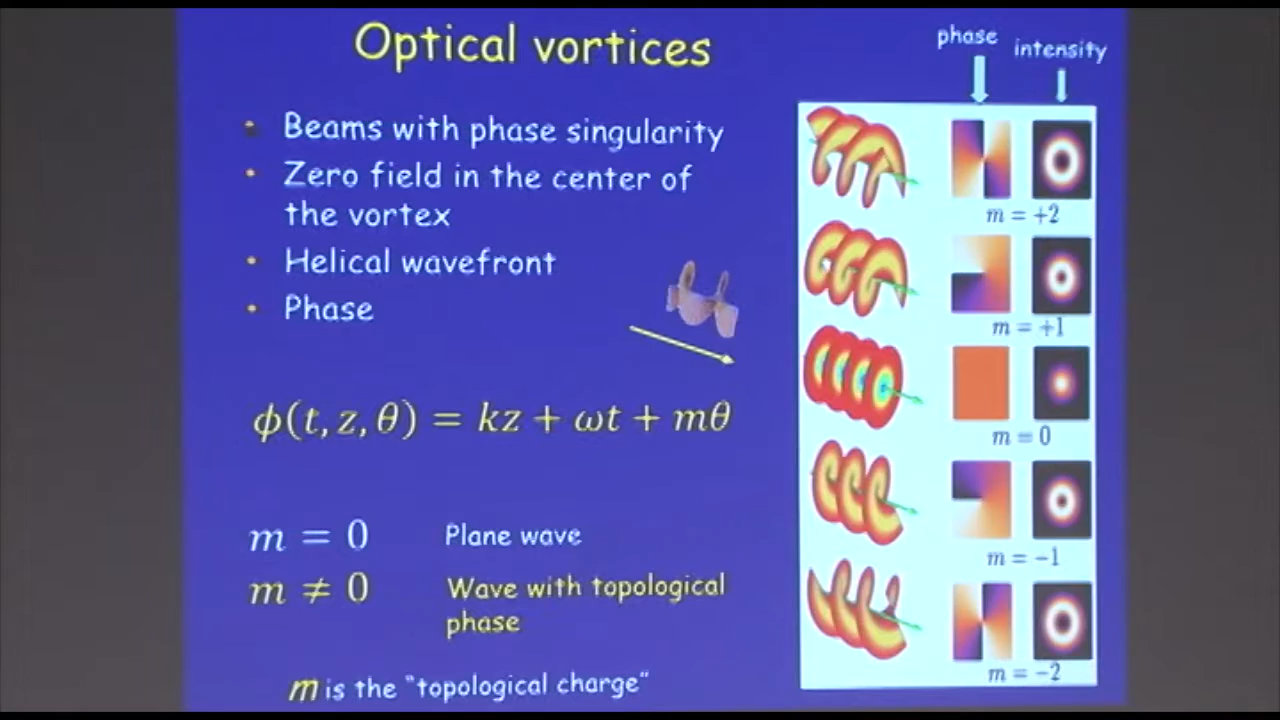 Optical vortices
phase
intensity
Beams with phase singularity
Zero field in the center of
the vortex
Helical wavefront
Phase
ϕ(t, z, θ) = kz + ωt + mθ
m = 0 Plane wave
m ≠ 0 Wave with topological
phase
m is the “topological charge”
m = +2
m = +1
m = 0
m = −1
m = −2